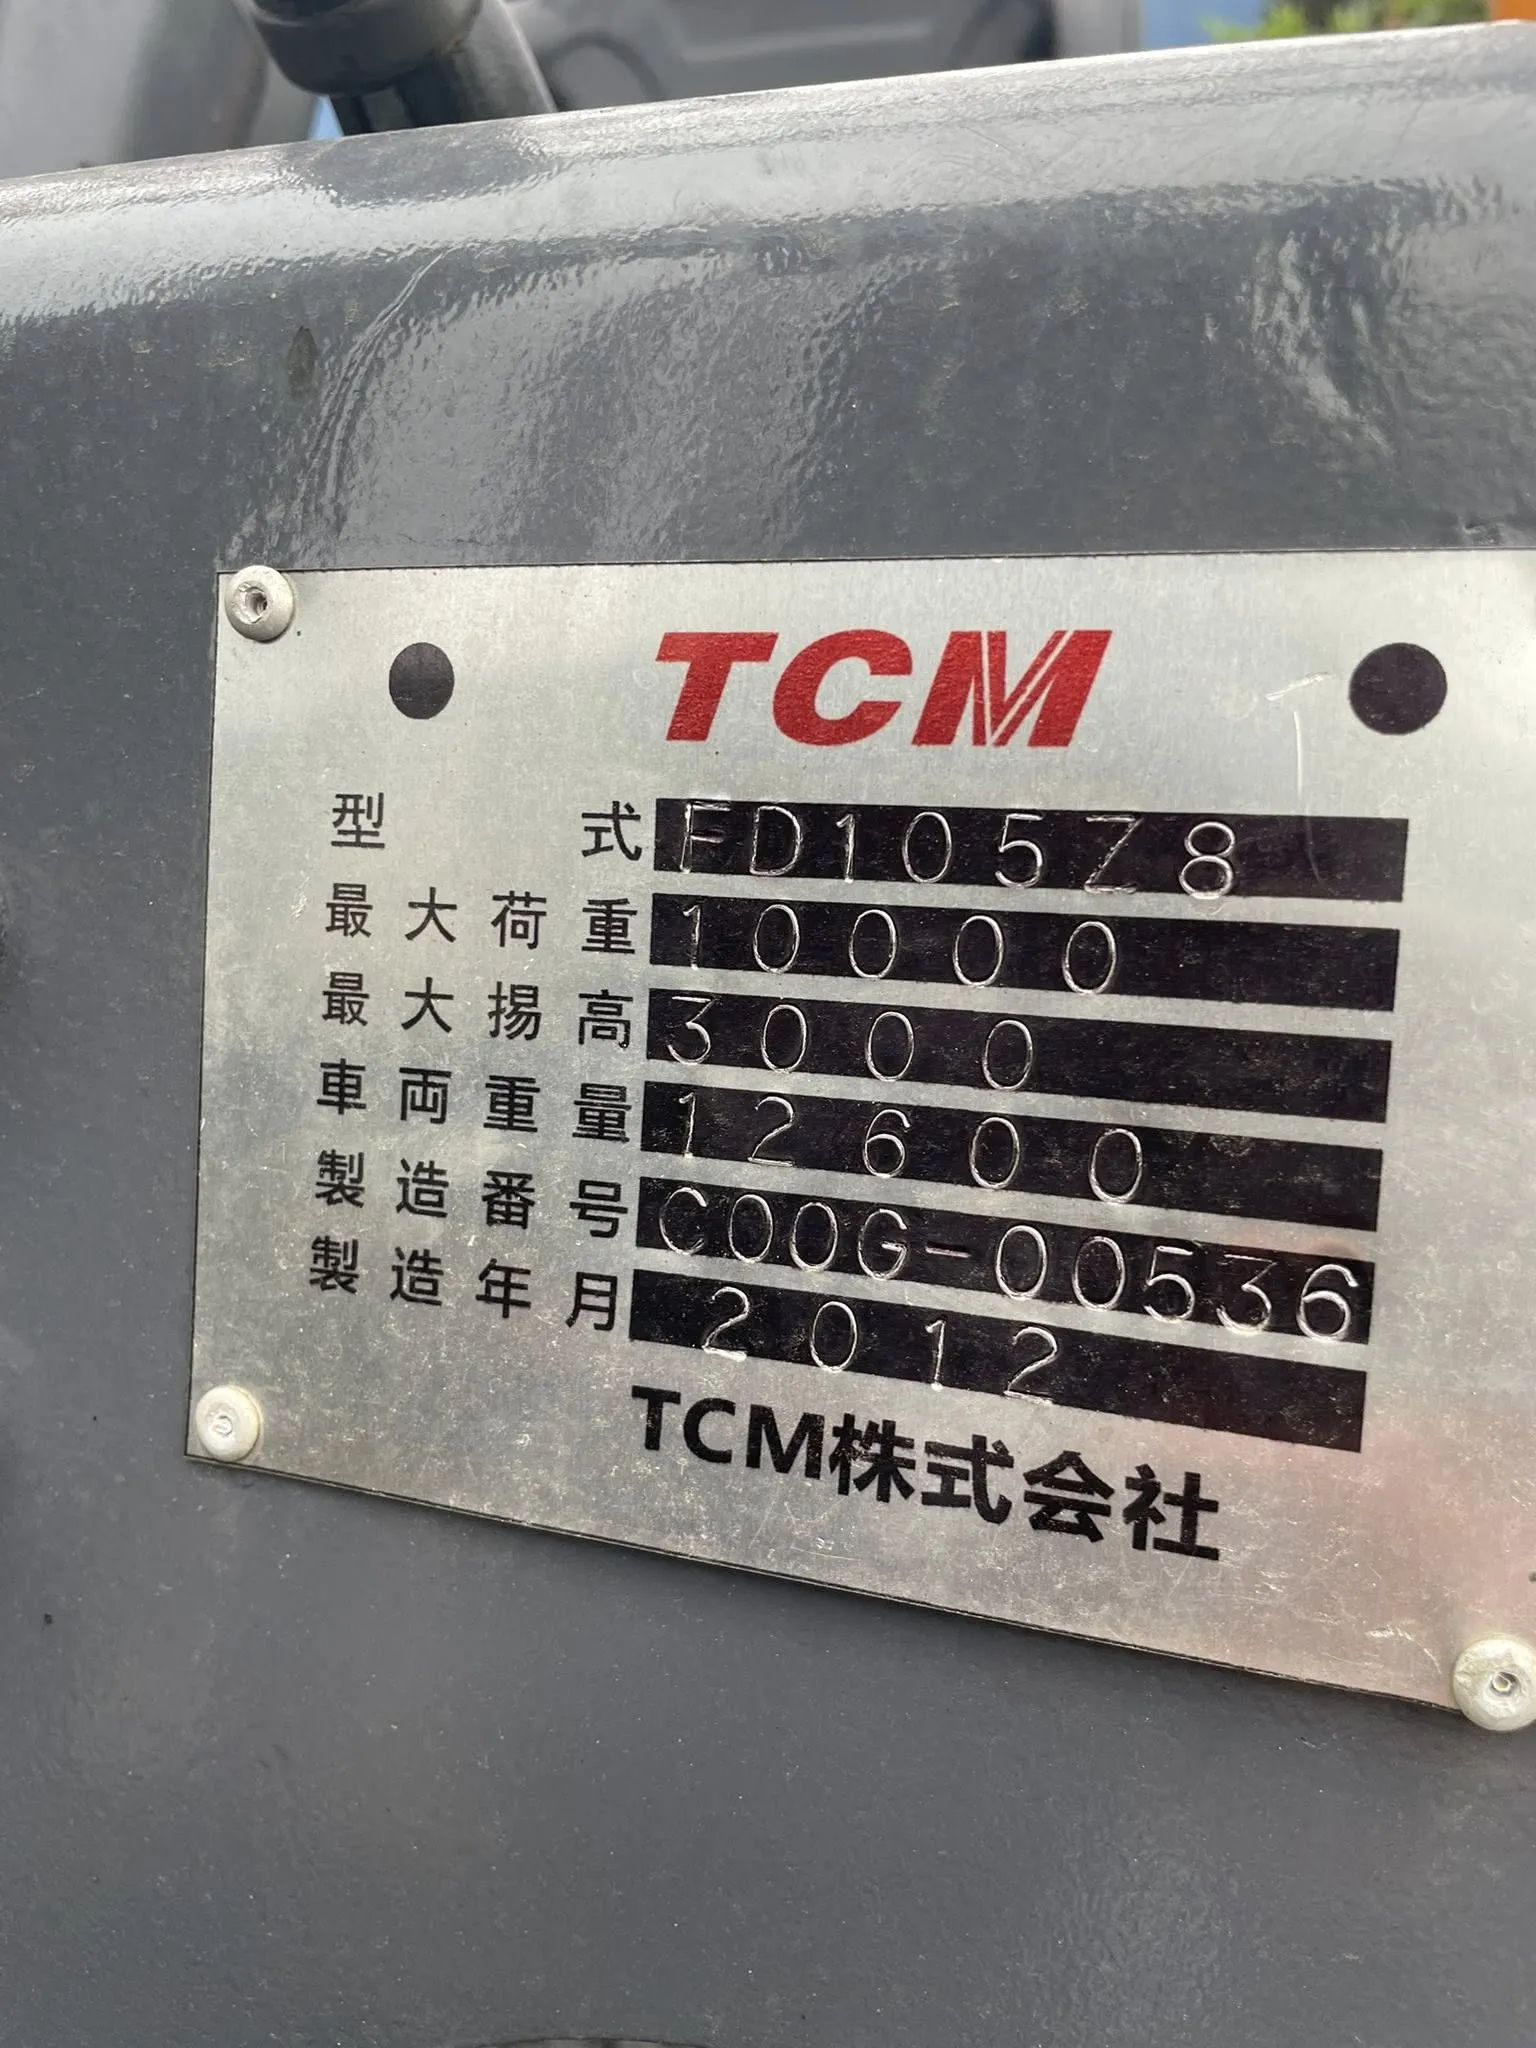 TCM
型式 FD105Z8
最大荷重 10000
最大揚高 3000
車両重量 12600
製造番号 C00G-00536
製造年月 2012
TCM株式会社